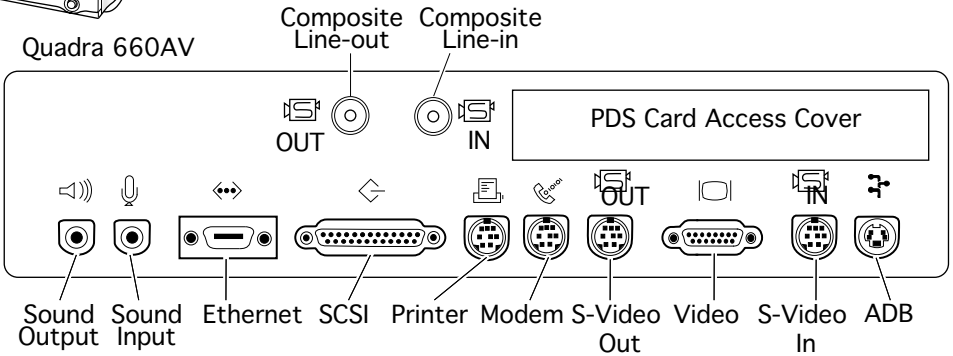 Quadra 660AV
Composite Line-out
Composite Line-in
OUT
IN
PDS Card Access Cover
OUT
IN
Sound Output
Sound Input
Ethernet
SCSI
Printer
Modem
S-Video Out
Video
S-Video In
ADB